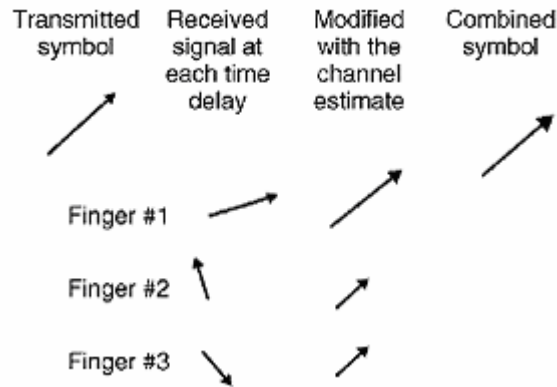 Transmitted
symbol
Received
signal at
each time
delay
Modified
with the
channel
estimate
Combined
symbol
Finger #1
Finger #2
Finger #3